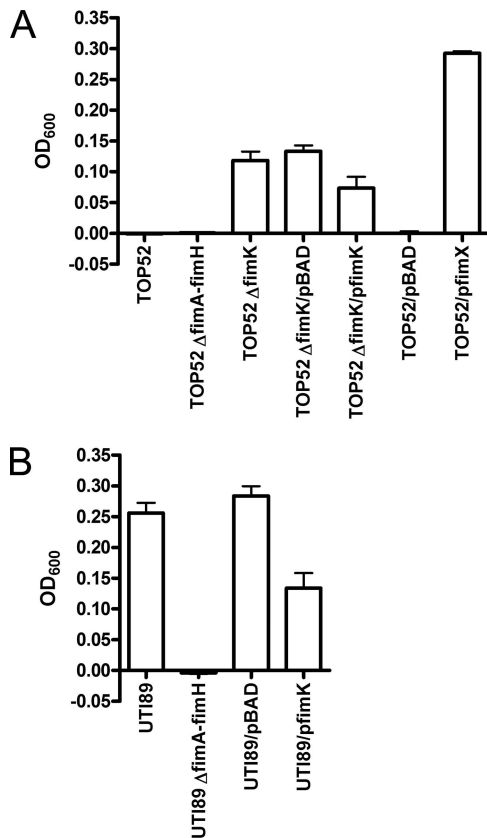 A
OD600
0.35
0.30
0.25
0.20
0.15
0.10
0.05
0.00
-0.05
TOP52
TOP52 ΔfimA-fimH
TOP52 ΔfimK
TOP52 ΔfimK/pBAD
TOP52 ΔfimK/pfimK
TOP52/pBAD
TOP52/pfimX
B
OD600
0.35
0.30
0.25
0.20
0.15
0.10
0.05
0.00
-0.05
UTI89
UTI89 ΔfimA-fimH
UTI89/pBAD
UTI89/pfimK